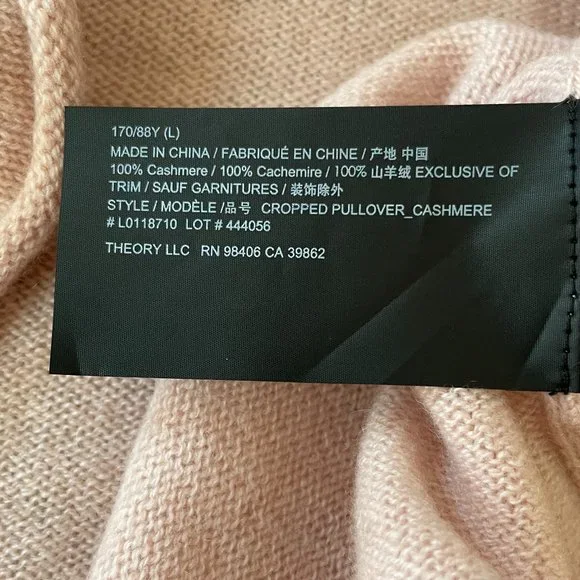 170/88Y (L)
MADE IN CHINA / FABRIQUÉ EN CHINE / 产地 中国
100% Cashmere / 100% Cachemire / 100% 山羊绒 EXCLUSIVE OF
TRIM / SAUF GARNITURES / 装饰除外
STYLE / MODÈLE /品号 CROPPED PULLOVER_CASHMERE
# L0118710 LOT # 444056
THEORY LLC RN 98406 CA 39862